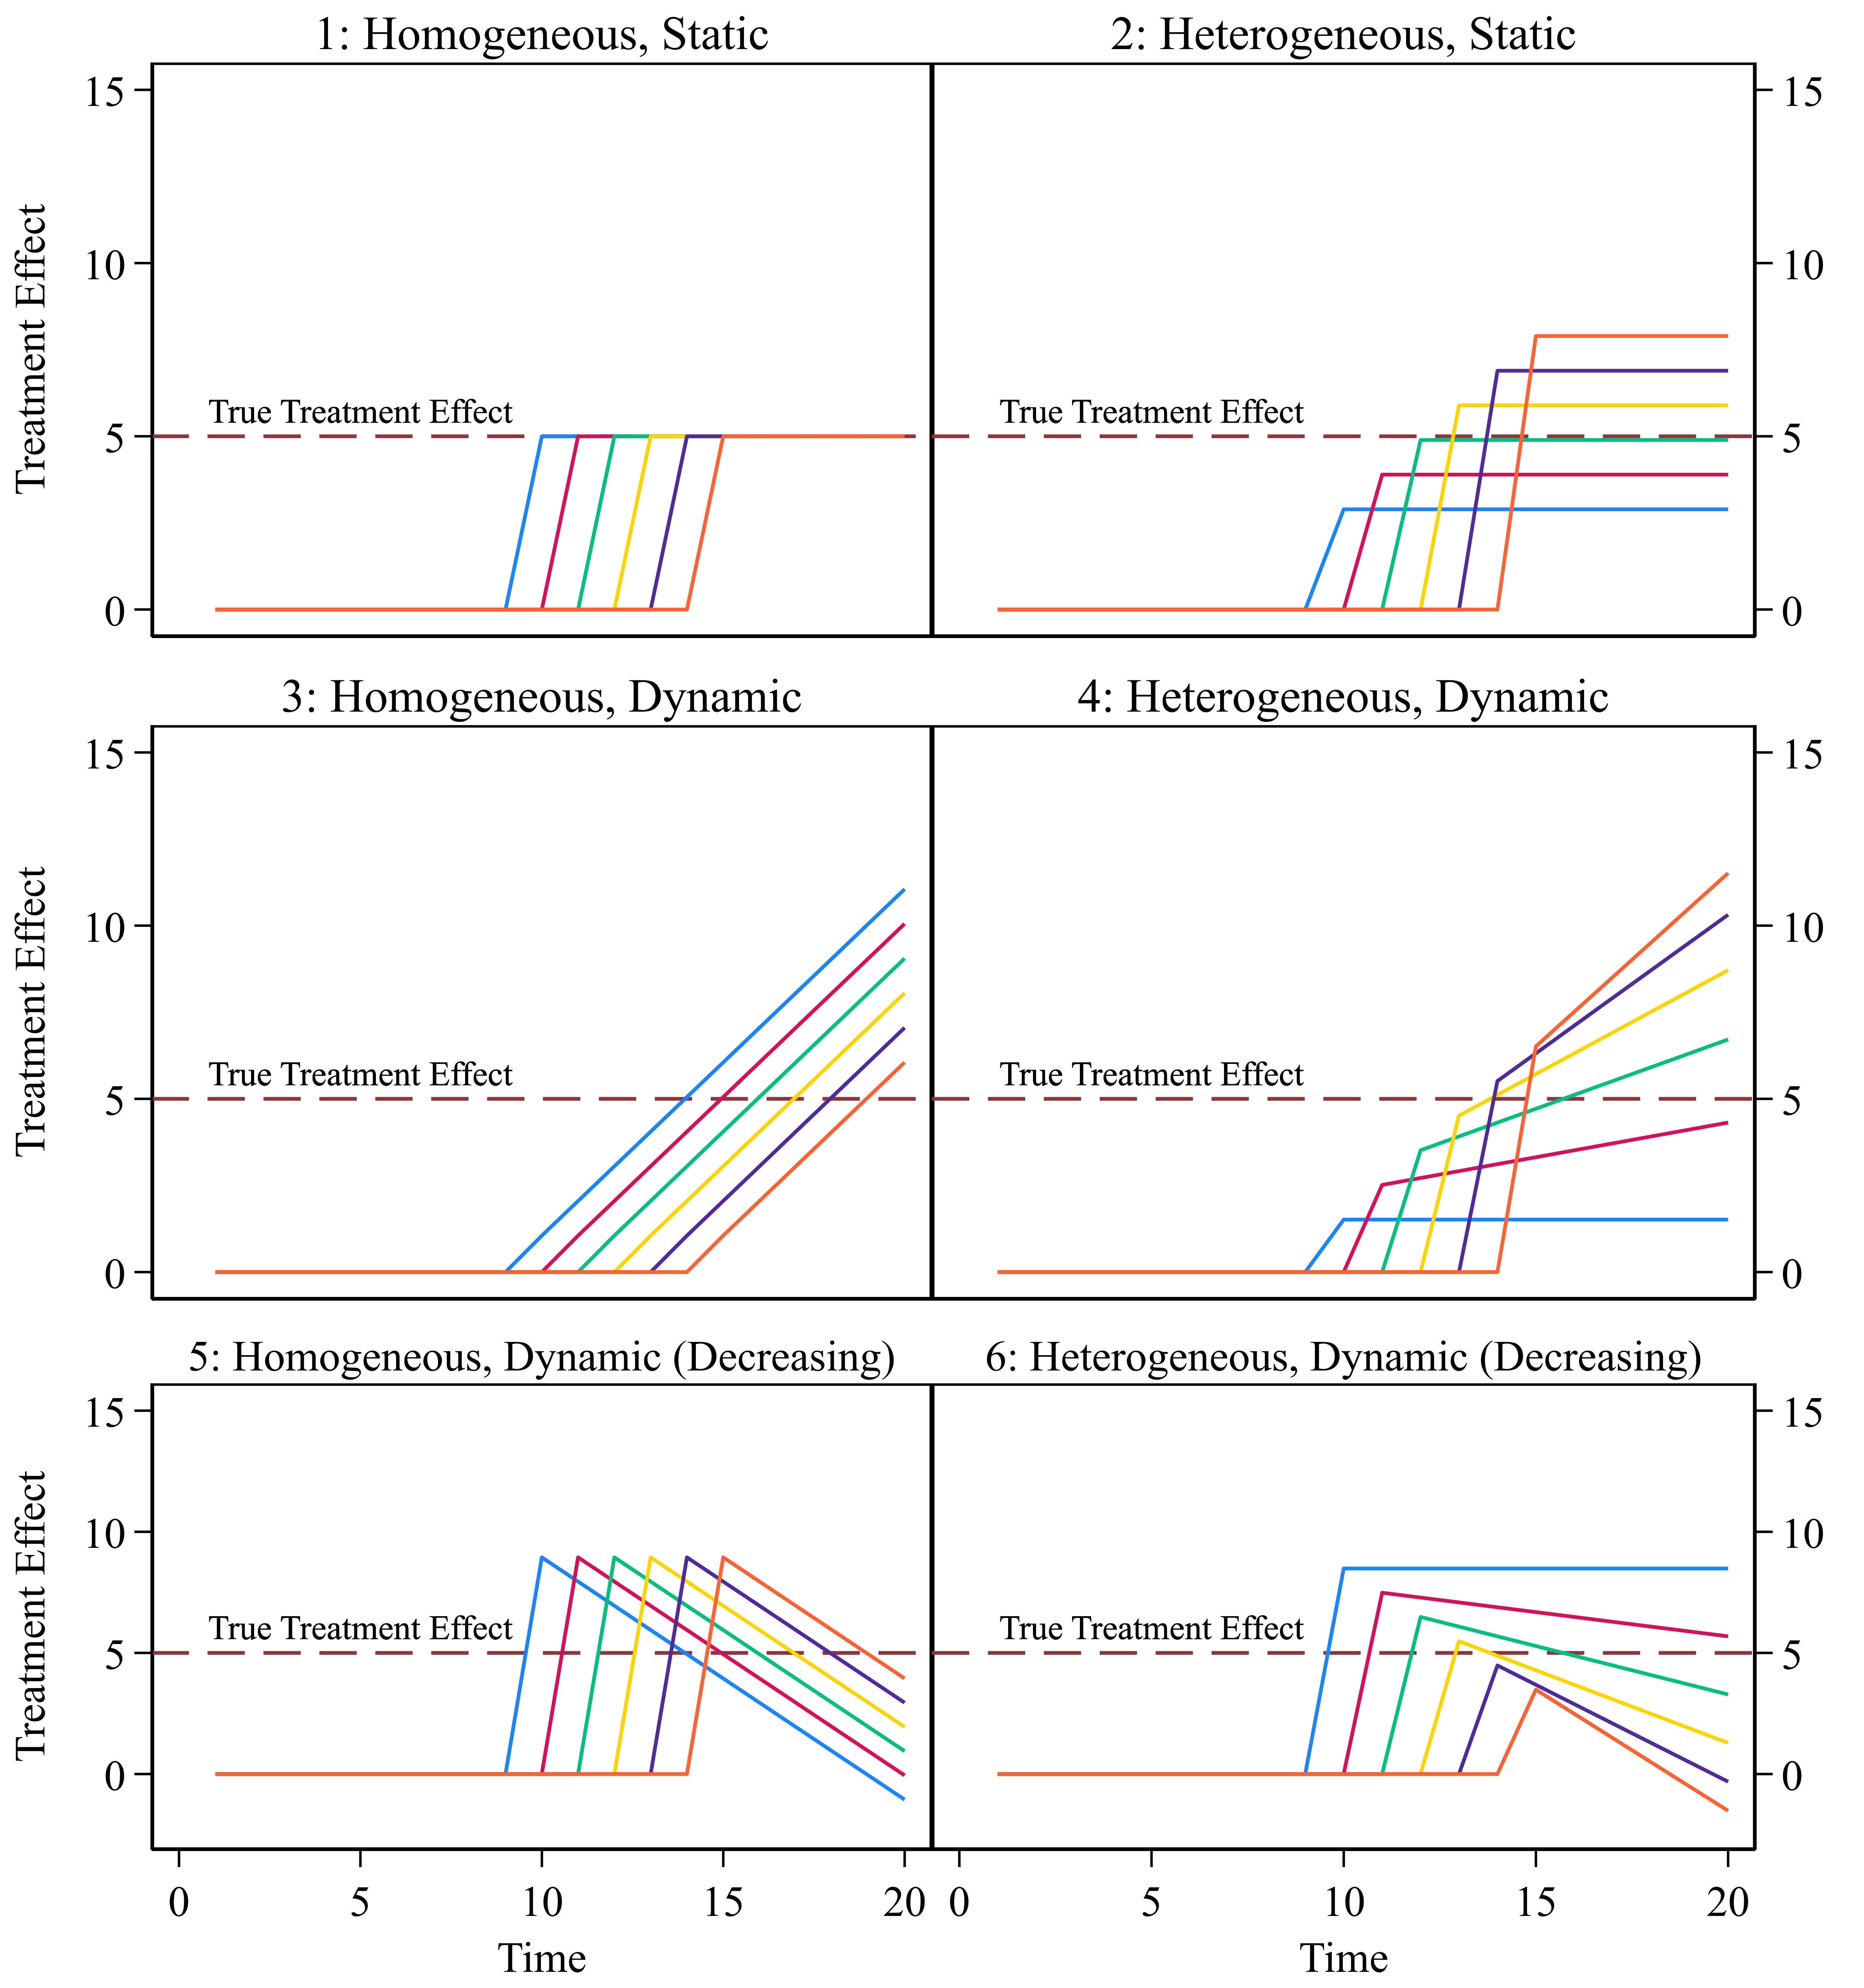 1: Homogeneous, Static
2: Heterogeneous, Static
Treatment Effect
15
10
5
0
True Treatment Effect
True Treatment Effect
15
10
5
0
3: Homogeneous, Dynamic
4: Heterogeneous, Dynamic
Treatment Effect
15
10
5
0
True Treatment Effect
True Treatment Effect
15
10
5
0
5: Homogeneous, Dynamic (Decreasing)
6: Heterogeneous, Dynamic (Decreasing)
Treatment Effect
15
10
5
0
True Treatment Effect
True Treatment Effect
15
10
5
0
0 5 10 15 20
0 5 10 15 20
Time
Time